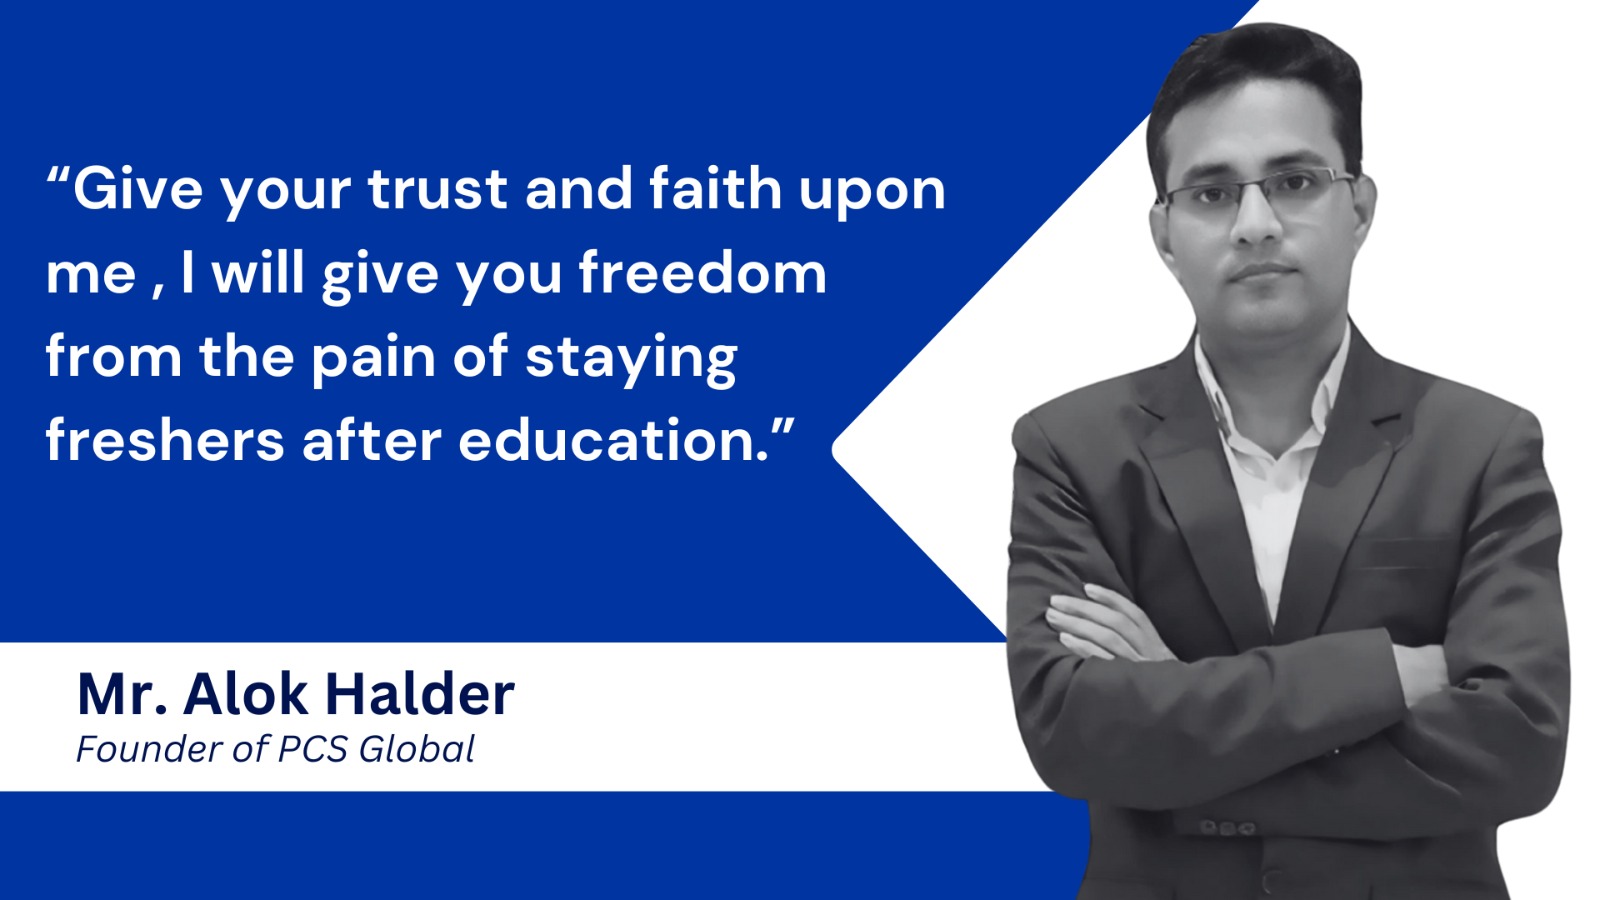 “Give your trust and faith upon
me , I will give you freedom
from the pain of staying
freshers after education.”
Mr. Alok Halder
Founder of PCS Global